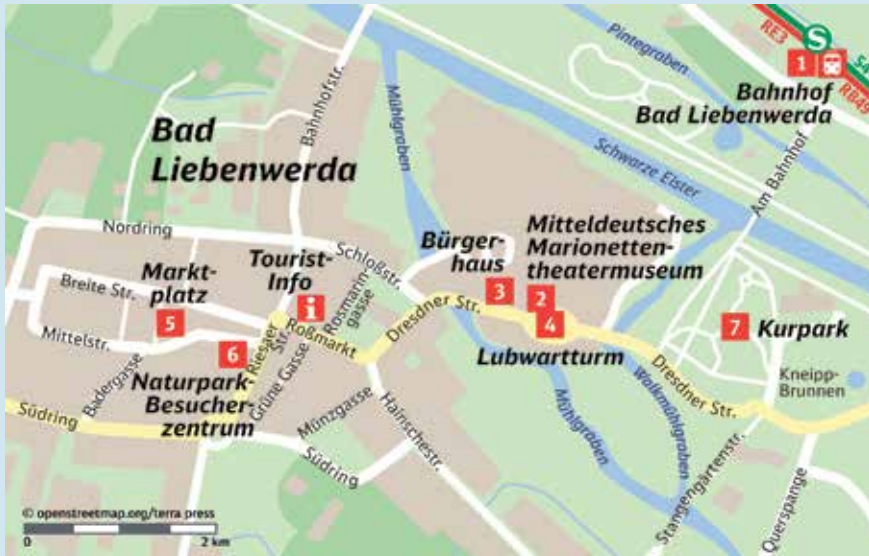 RE3
S
S4
RB49
1
Bahnhof
Bad Liebenwerda
Pintegraben
Am Bahnhof
Schwarze Elster
Mühlgraben
Bahnhofstr.
Bad
Liebenwerda
Nordring
Schloßstr.
Bürger-
haus
3
Mitteldeutsches
Marionetten-
theatermuseum
2
4
Lubwartturm
Tourist-
Info
i
Markt-
platz
5
Breite Str.
Mittelstr.
Rosmarin-
gasse
Roßmarkt
Dresdner Str.
7
Kurpark
Kneipp-
Brunnen
6
Naturpark-
Besucher-
zentrum
Riesaer
Str.
Grüne Gasse
Badergasse
Südring
Münzgasse
Südring
Hainschestr.
Mühlgraben
Walkmühlgraben
Dresdner Str.
Stangengärtenstr.
Querspange
© openstreetmap.org/terra press
0
2 km